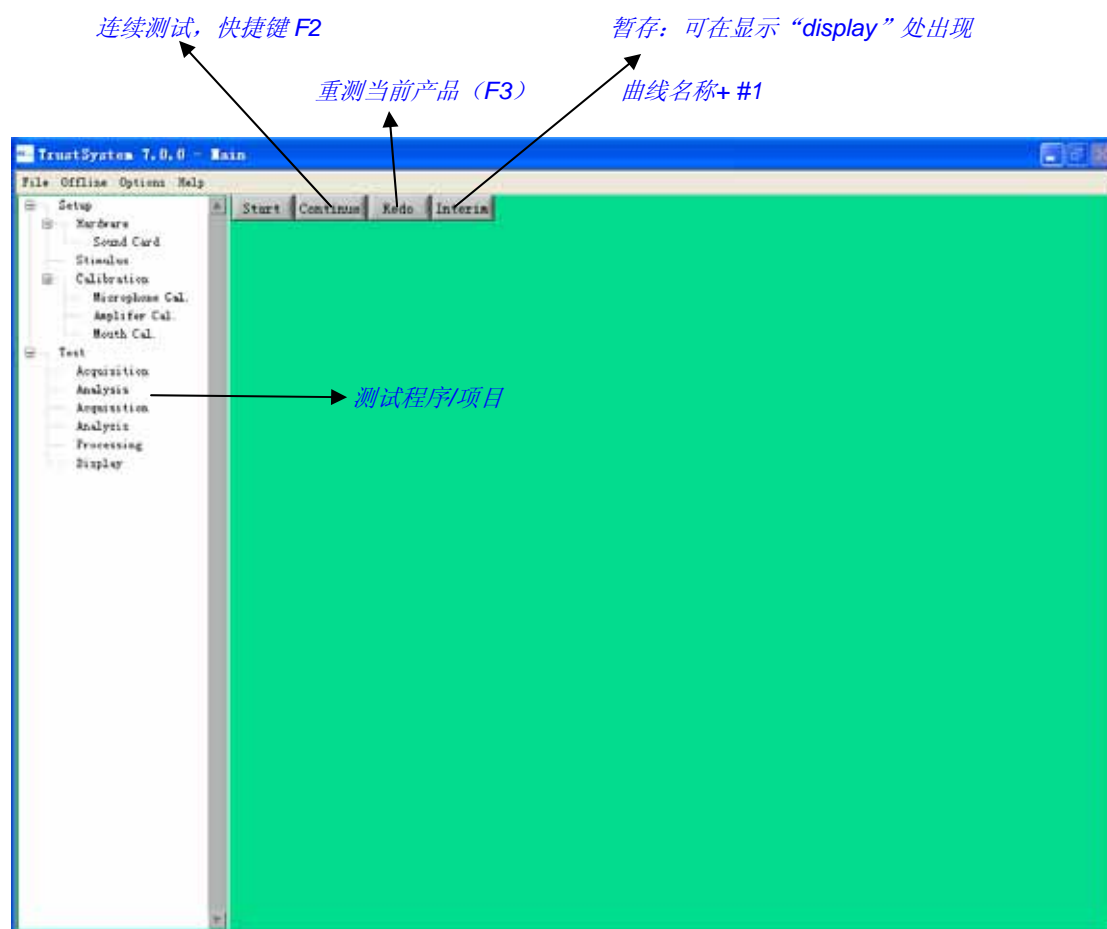 连续测试，快捷键 F2
暂存：可在显示“display”处出现
重测当前产品（F3）
曲线名称+ #1
TrustSystem 7.0.0 - Main
File Offline Options Help
Start Continue Redo Interim
Setup
Hardware
Sound Card
Stimulus
Calibration
Microphone Cal.
Amplifer Cal.
Mouth Cal.
Test
Acquisition
Analysis
测试程序/项目
Acquisition
Analysis
Processing
Display